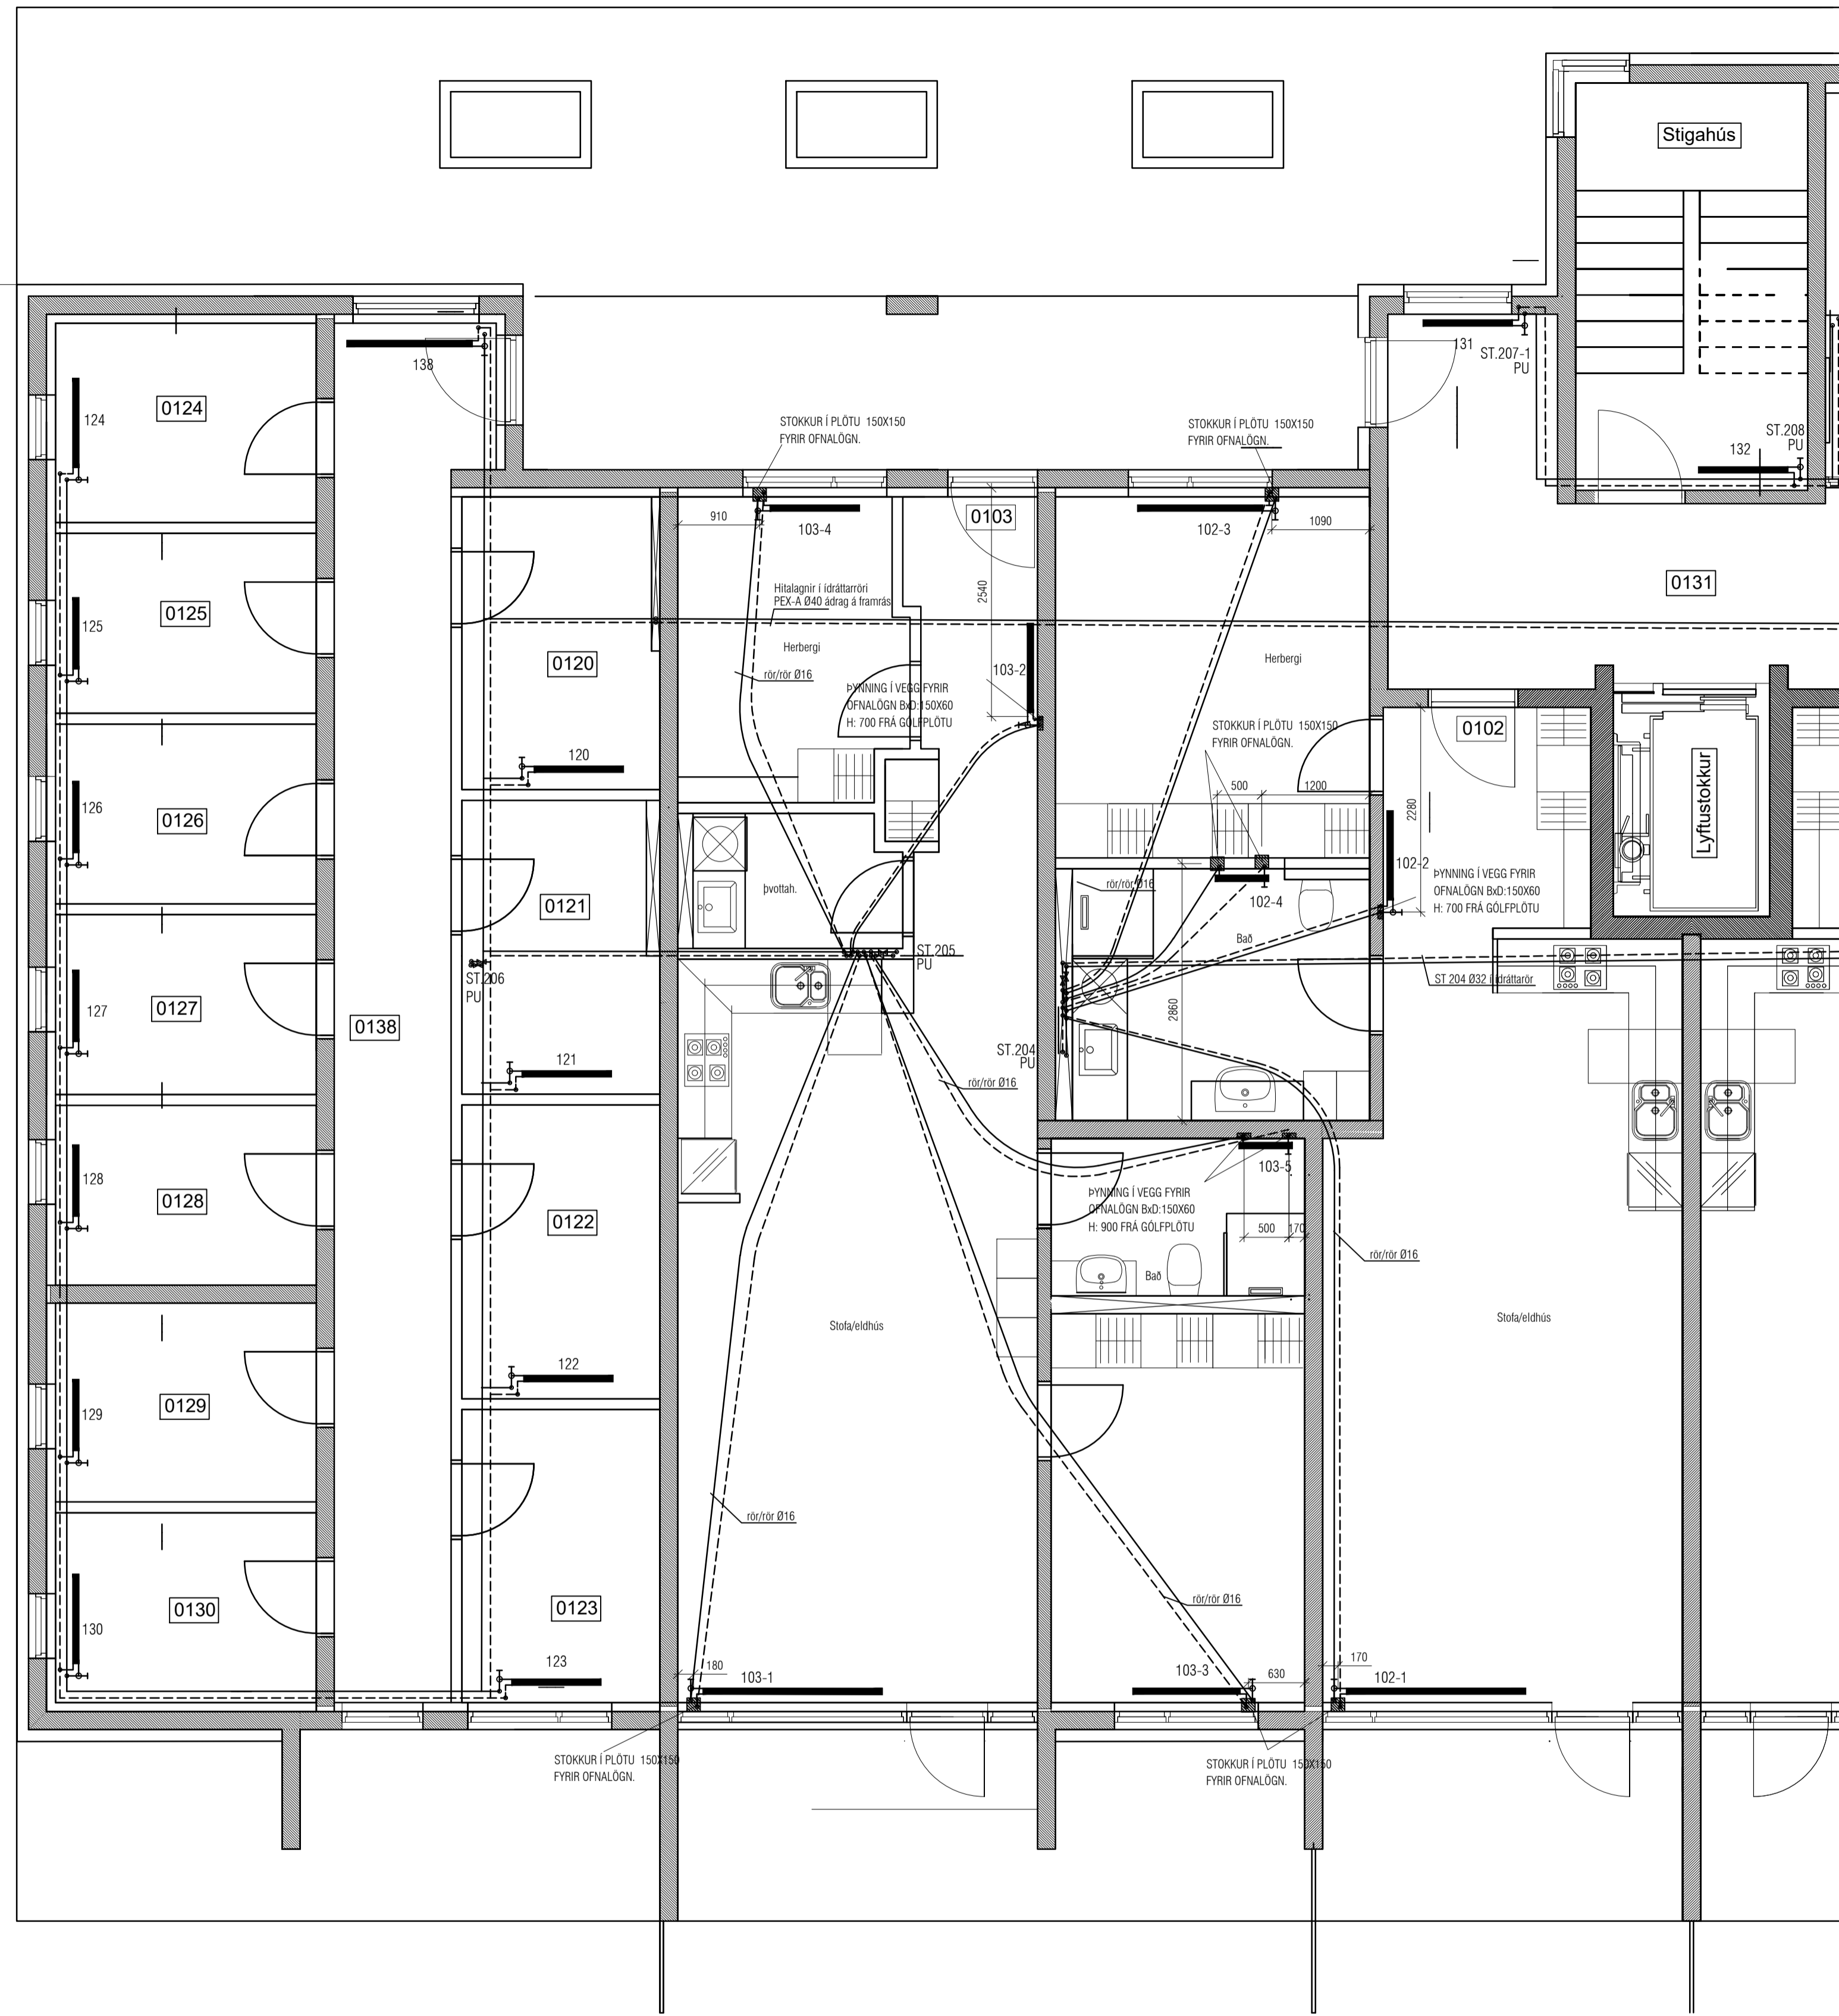 Stigahús
138
131
ST.207-1
PU
0124
124
STOKKUR Í PLÖTU 150X150
FYRIR OFNALÖGN.
STOKKUR Í PLÖTU 150X150
FYRIR OFNALÖGN.
ST.208
PU
132
910
103-4
0103
102-3
1090
2540
0125
125
Hitalagnir í ídráttarröri
PEX-A Ø40 ádrag á framrás
0131
0120
Herbergi
Herbergi
rör/rör Ø16
103-2
ÞYNNING Í VEGG FYRIR
OFNALÖGN BxD:150X60
H: 700 FRÁ GÓLFPLÖTU
STOKKUR Í PLÖTU 150X150
FYRIR OFNALÖGN.
0102
120
500
1200
2280
Lyftustokkur
126
0126
102-2
ÞYNNING Í VEGG FYRIR
OFNALÖGN BxD:150X60
H: 700 FRÁ GÓLFPLÖTU
þvottah.
rör/rör Ø16
102-4
0121
Bað
ST.205
PU
ST.206
PU
ST 204 Ø32 í ídráttarör
127
0127
0138
2860
ST.204
PU
121
rör/rör Ø16
128
0128
103-5
ÞYNNING Í VEGG FYRIR
OFNALÖGN BxD:150X60
H: 900 FRÁ GÓLFPLÖTU
0122
500
170
rör/rör Ø16
Bað
Stofa/eldhús
Stofa/eldhús
122
129
0129
rör/rör Ø16
130
0130
0123
rör/rör Ø16
123
180
103-1
103-3
630
170
102-1
STOKKUR Í PLÖTU 150X150
FYRIR OFNALÖGN.
STOKKUR Í PLÖTU 150X150
FYRIR OFNALÖGN.